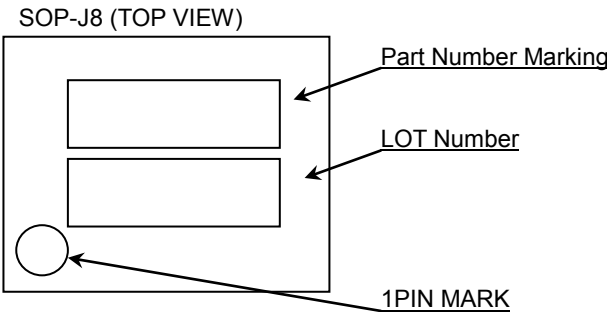 SOP-J8 (TOP VIEW)
Part Number Marking
LOT Number
1PIN MARK